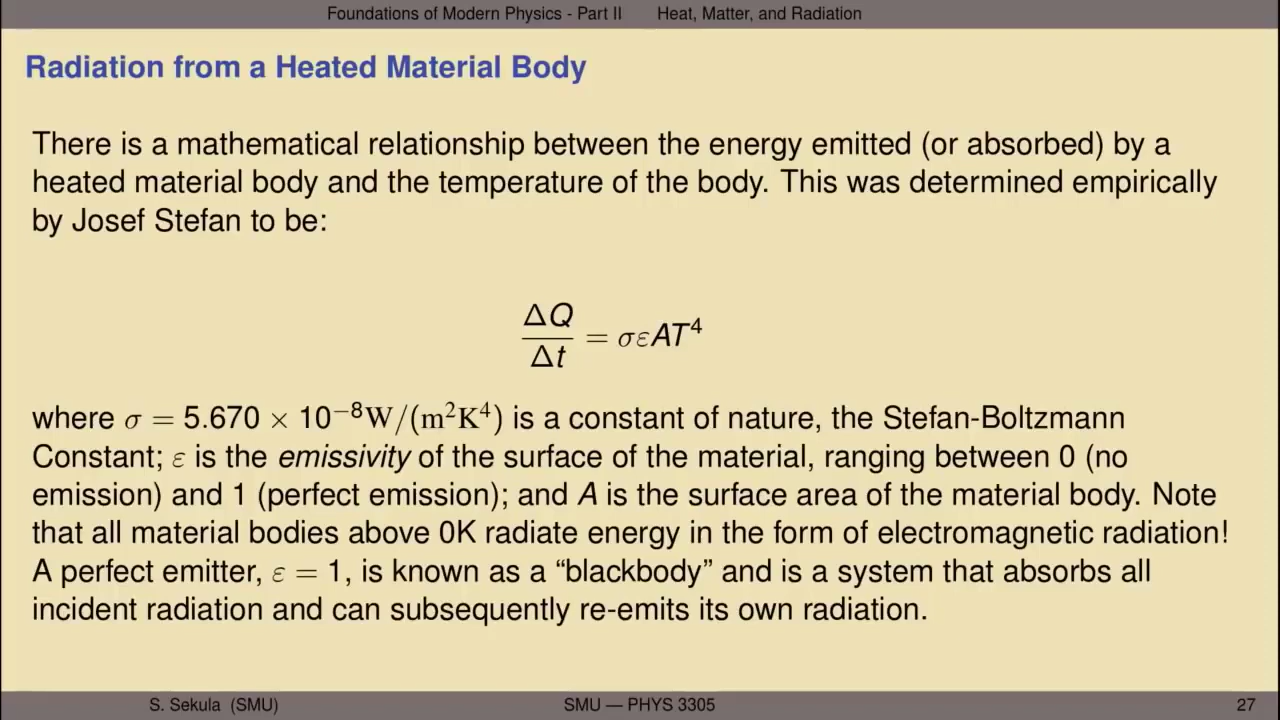 Foundations of Modern Physics - Part II Heat, Matter, and Radiation
Radiation from a Heated Material Body
There is a mathematical relationship between the energy emitted (or absorbed) by a
heated material body and the temperature of the body. This was determined empirically
by Josef Stefan to be:
ΔQ/Δt = σεAT⁴
where σ = 5.670 × 10⁻⁸W/(m²K⁴) is a constant of nature, the Stefan-Boltzmann
Constant; ε is the emissivity of the surface of the material, ranging between 0 (no
emission) and 1 (perfect emission); and A is the surface area of the material body. Note
that all material bodies above 0K radiate energy in the form of electromagnetic radiation!
A perfect emitter, ε = 1, is known as a “blackbody” and is a system that absorbs all
incident radiation and can subsequently re-emits its own radiation.
S. Sekula (SMU) SMU — PHYS 3305 27